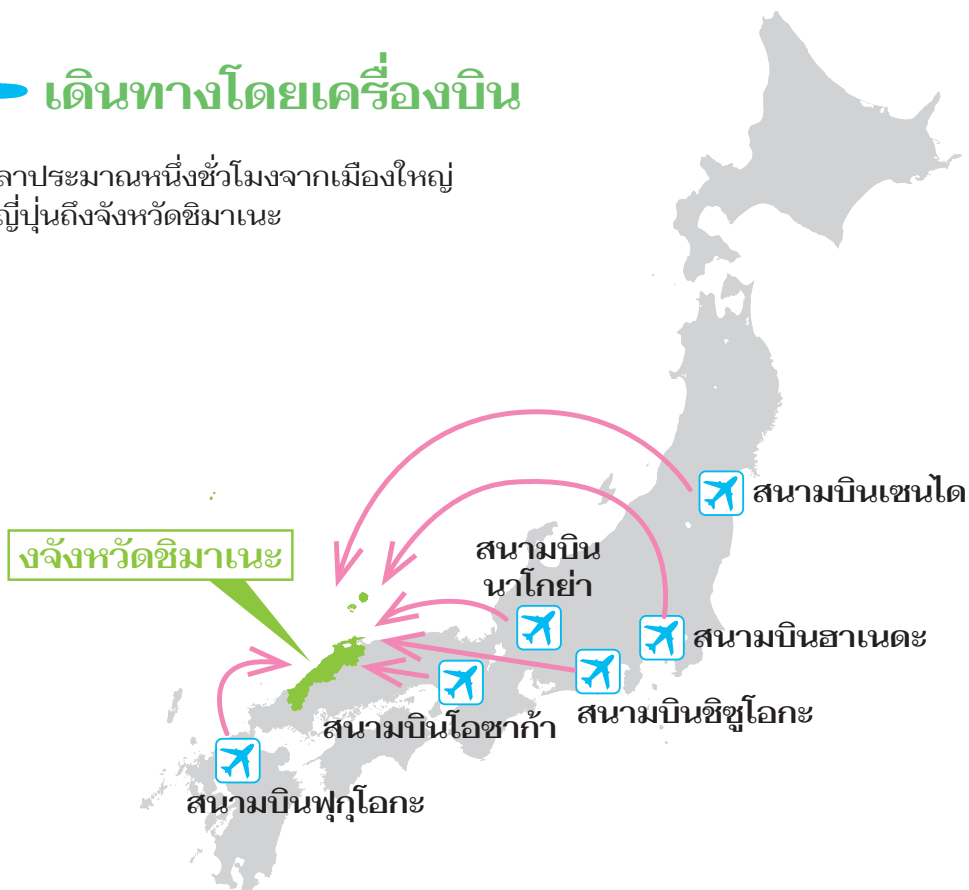 เดินทางโดยเครื่องบิน
ลาประมาณหนึ่งชั่วโมงจากเมืองใหญ่
ญี่ปุ่นถึงจังหวัดชิมาเนะ
สนามบินเซนได
สนามบิน
นาโกย่า
งจังหวัดชิมาเนะ
สนามบินฮาเนดะ
สนามบินชิซูโอกะ
สนามบินโอซาก้า
สนามบินฟุกุโอกะ